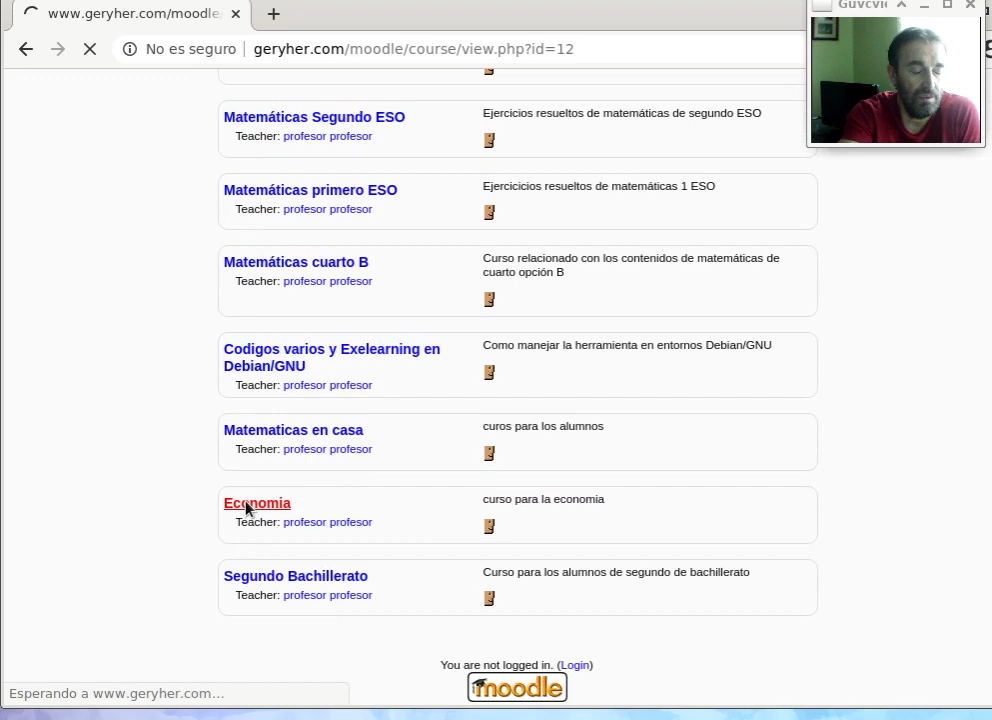 www.geryher.com/moodle
Guvcvi
No es seguro geryher.com/moodle/course/view.php?id=12
Matemáticas Segundo ESO
Teacher: profesor profesor
Ejercicios resueltos de matemáticas de segundo ESO
Matemáticas primero ESO
Teacher: profesor profesor
Ejercicicios resueltos de matemáticas 1 ESO
Matemáticas cuarto B
Teacher: profesor profesor
Curso relacionado con los contenidos de matemáticas de
cuarto opción B
Codigos varios y Exelearning en
Debian/GNU
Teacher: profesor profesor
Como manejar la herramienta en entornos Debian/GNU
Matematicas en casa
Teacher: profesor profesor
curos para los alumnos
Economia
Teacher: profesor profesor
curso para la economia
Segundo Bachillerato
Teacher: profesor profesor
Curso para los alumnos de segundo de bachillerato
You are not logged in. (Login)
moodle
Esperando a www.geryher.com...